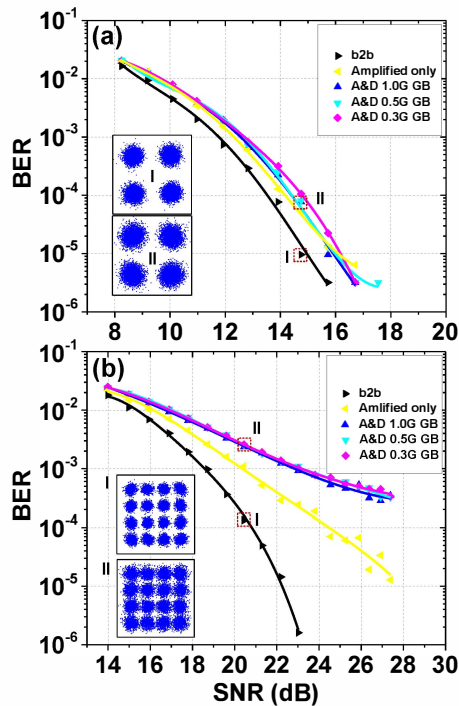 (a)
b2b
Amplified only
A&D 1.0G GB
A&D 0.5G GB
A&D 0.3G GB
10⁻²
10⁻³
10⁻⁴
10⁻⁵
10⁻⁶
BER
I
II
II
I
6 8 10 12 14 16 18 20
(b)
b2b
Amlified only
A&D 1.0G GB
A&D 0.5G GB
A&D 0.3G GB
10⁻¹
10⁻²
10⁻³
10⁻⁴
10⁻⁵
10⁻⁶
BER
II
I
I
II
14 16 18 20 22 24 26 28 30
SNR (dB)